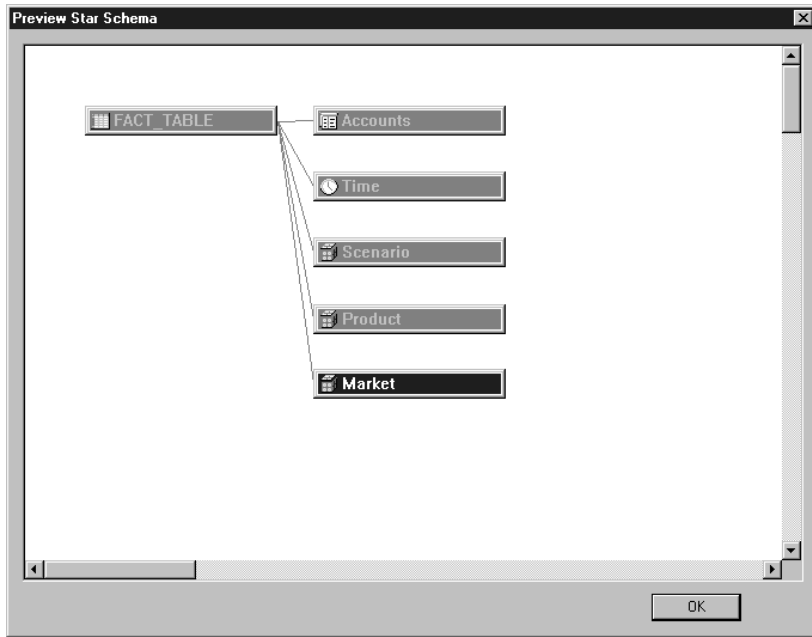 Preview Star Schema
FACT_TABLE
Accounts
Time
Scenario
Product
Market
OK